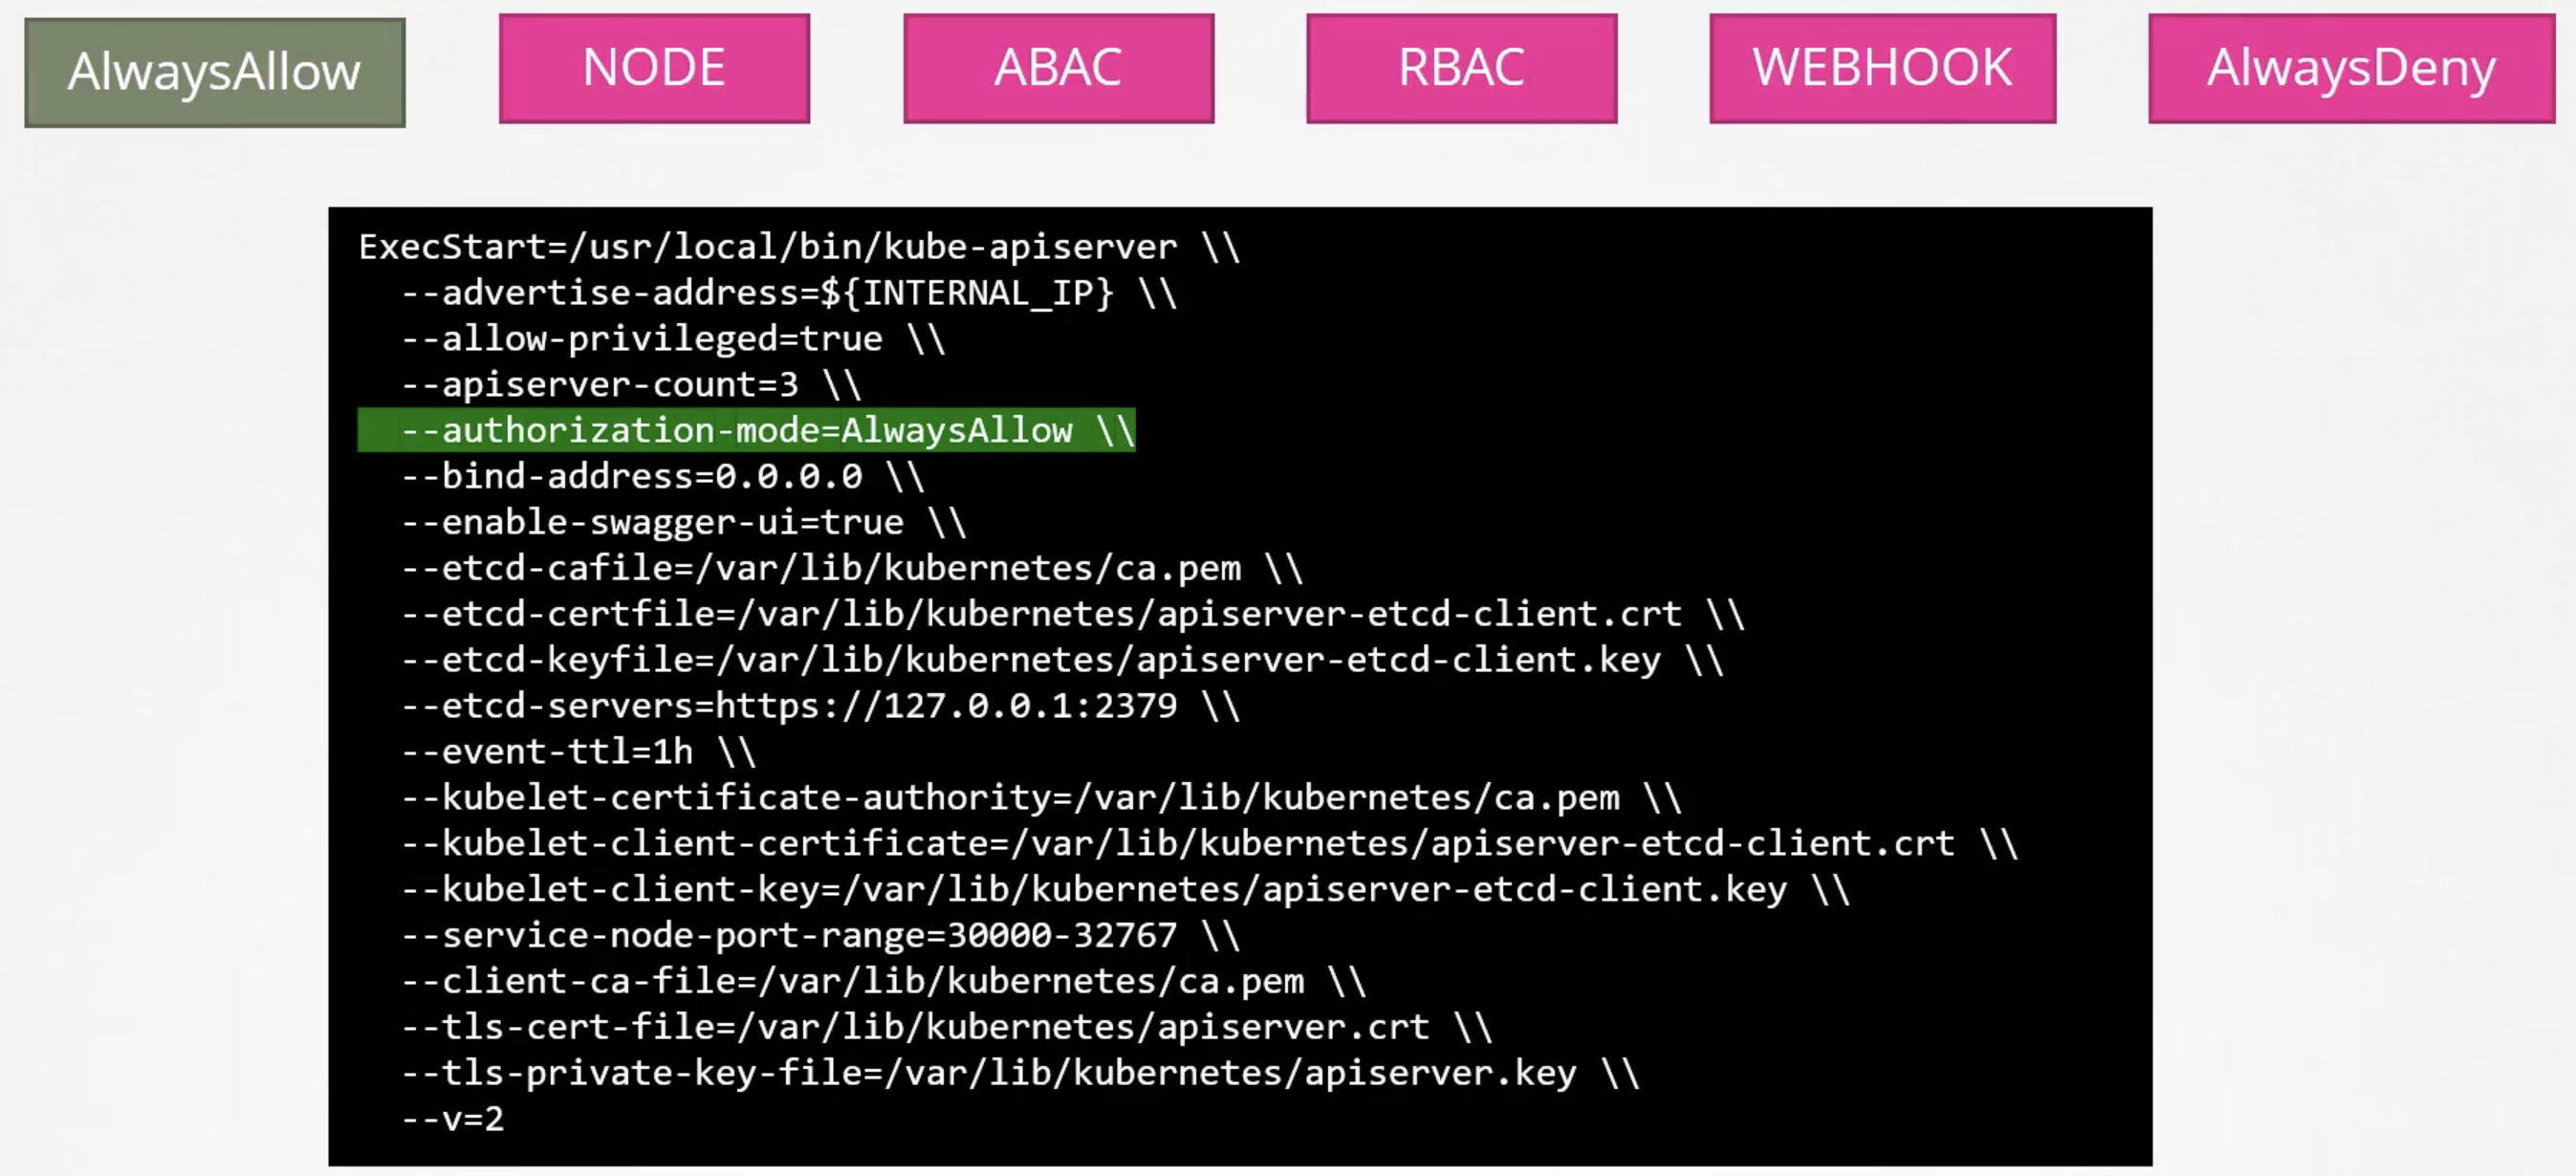 AlwaysAllow NODE ABAC RBAC WEBHOOK AlwaysDeny
ExecStart=/usr/local/bin/kube-apiserver \\
--advertise-address=${INTERNAL_IP} \\
--allow-privileged=true \\
--apiserver-count=3 \\
--authorization-mode=AlwaysAllow \\
--bind-address=0.0.0.0 \\
--enable-swagger-ui=true \\
--etcd-cafile=/var/lib/kubernetes/ca.pem \\
--etcd-certfile=/var/lib/kubernetes/apiserver-etcd-client.crt \\
--etcd-keyfile=/var/lib/kubernetes/apiserver-etcd-client.key \\
--etcd-servers=https://127.0.0.1:2379 \\
--event-ttl=1h \\
--kubelet-certificate-authority=/var/lib/kubernetes/ca.pem \\
--kubelet-client-certificate=/var/lib/kubernetes/apiserver-etcd-client.crt \\
--kubelet-client-key=/var/lib/kubernetes/apiserver-etcd-client.key \\
--service-node-port-range=30000-32767 \\
--client-ca-file=/var/lib/kubernetes/ca.pem \\
--tls-cert-file=/var/lib/kubernetes/apiserver.crt \\
--tls-private-key-file=/var/lib/kubernetes/apiserver.key \\
--v=2